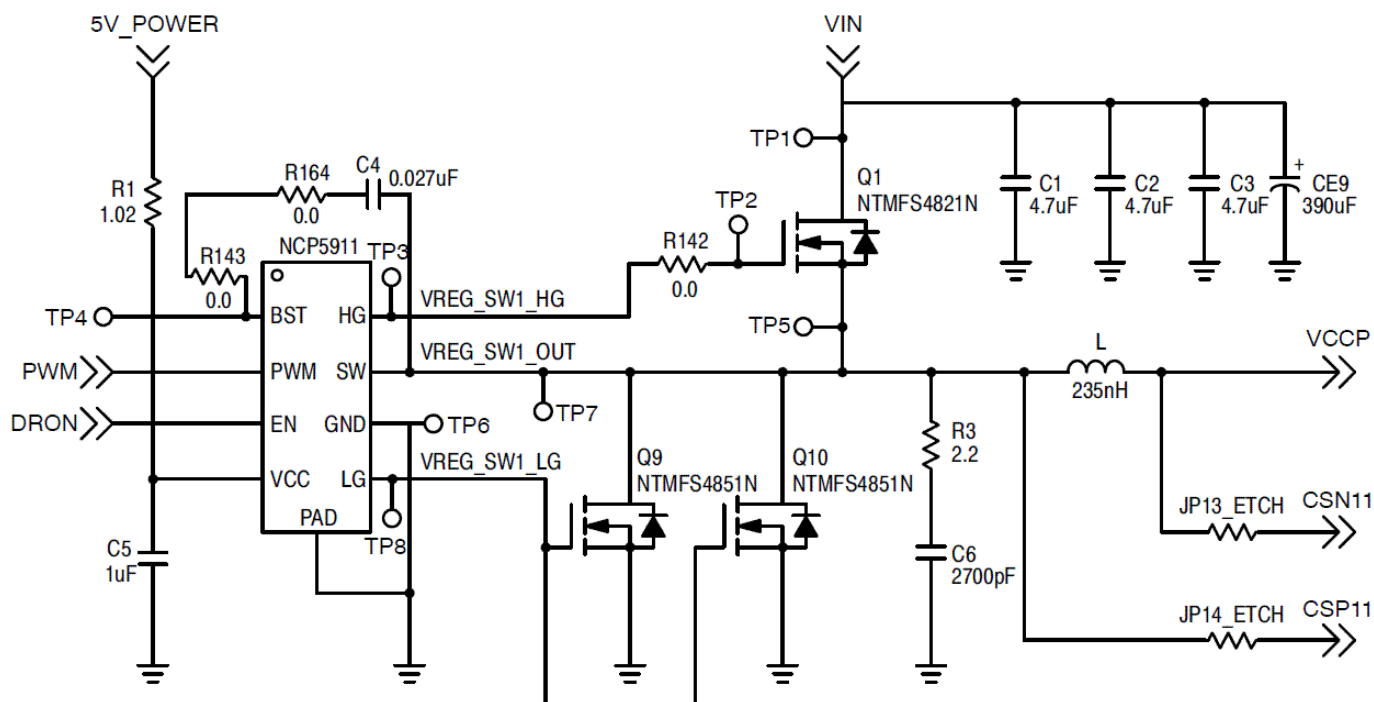 5V_POWER
VIN
TP1
R164
C4
0.027uF
0.0
R1
1.02
Q1
NTMFS4821N
C1
4.7uF
C2
4.7uF
C3
4.7uF
+
CE9
390uF
TP2
R143
0.0
NCP5911
TP3
R142
0.0
TP4
BST
HG
VREG_SW1_HG
TP5
PWM
PWM
SW
VREG_SW1_OUT
L
235nH
VCCP
DRON
EN
GND
TP6
TP7
R3
2.2
VCC
LG
VREG_SW1_LG
Q9
NTMFS4851N
Q10
NTMFS4851N
PAD
TP8
C5
1uF
C6
2700pF
JP13_ETCH
CSN11
JP14_ETCH
CSP11